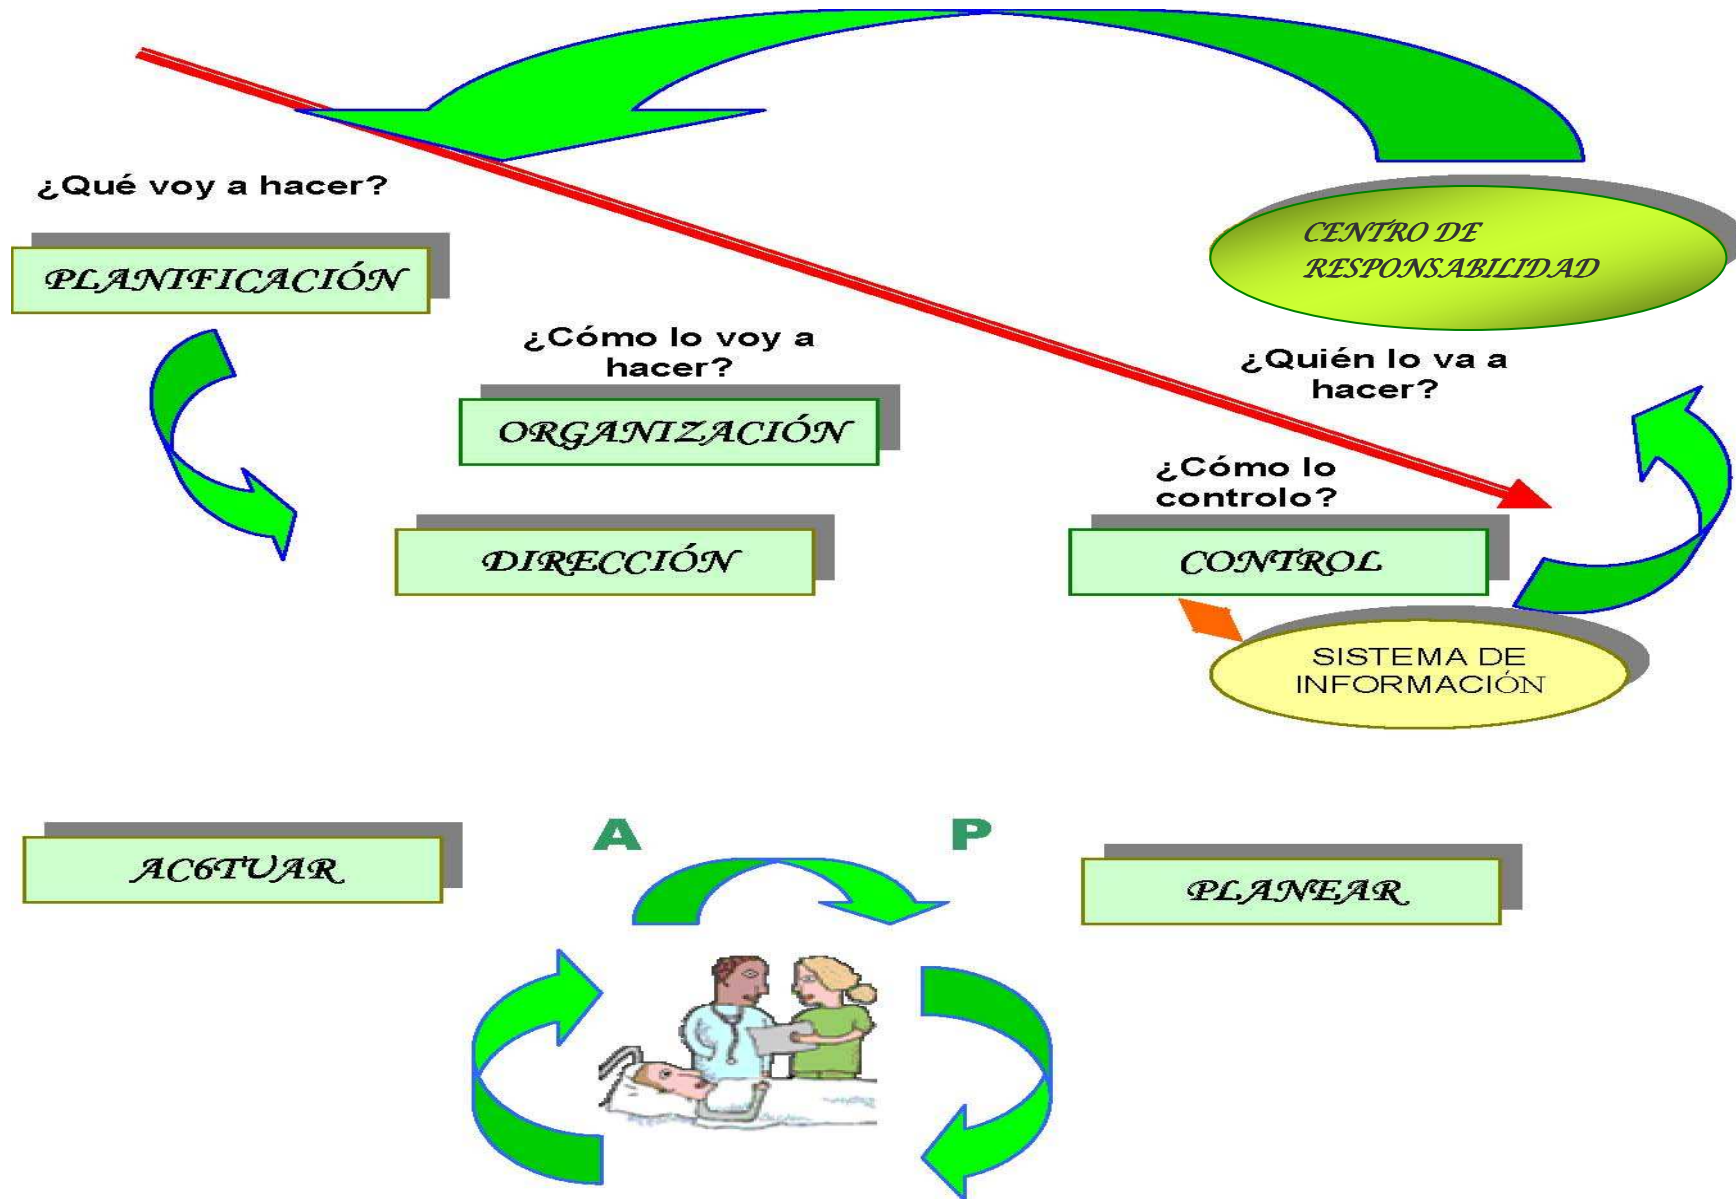 ¿Qué voy a hacer?
PLANIFICACIÓN
CENTRO DE
RESPONSABILIDAD
¿Cómo lo voy a
hacer?
ORGANIZACIÓN
¿Quién lo va a
hacer?
DIRECCIÓN
¿Cómo lo
controlo?
CONTROL
SISTEMA DE
INFORMACIÓN
A
P
AC6TUAR
PLANEAR